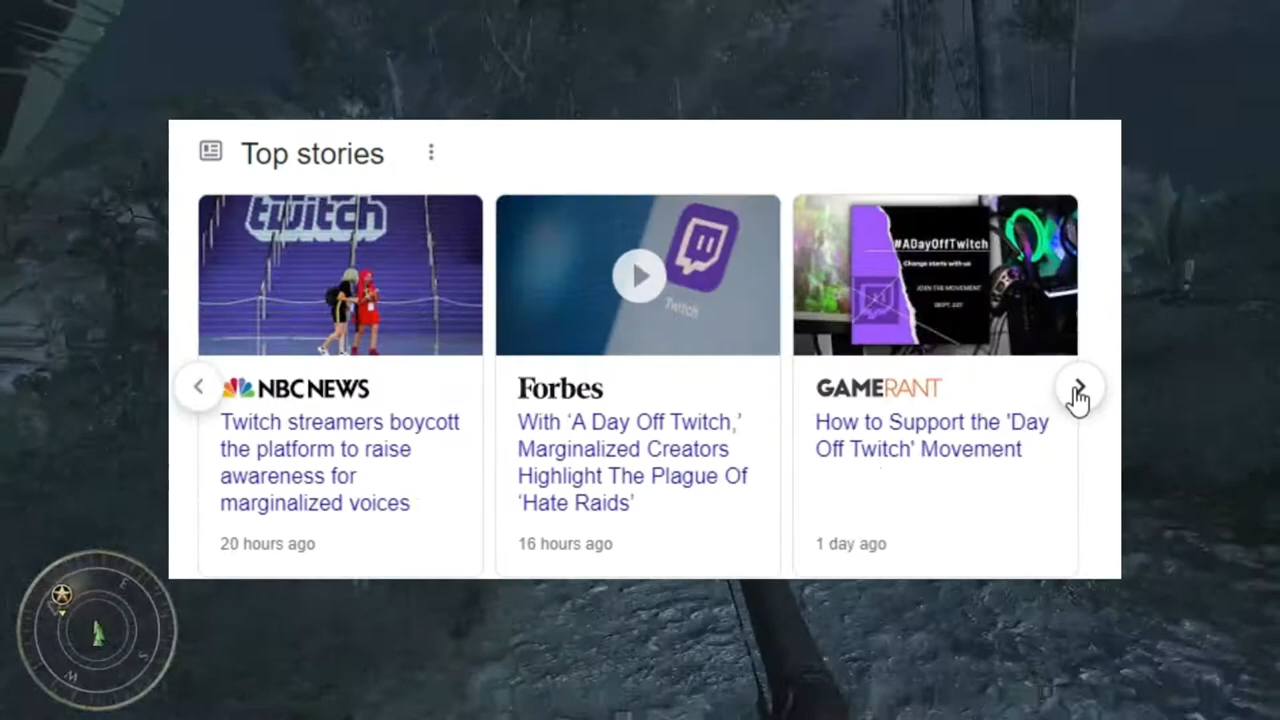 Top stories
twitch
Twitch
#ADayOffTwitch
Change starts with us
JOIN THE MOVEMENT
SEPT. 1ST
NBC NEWS
Twitch streamers boycott
the platform to raise
awareness for
marginalized voices
20 hours ago
Forbes
With ‘A Day Off Twitch,’
Marginalized Creators
Highlight The Plague Of
‘Hate Raids’
16 hours ago
GAMERANT
How to Support the 'Day
Off Twitch' Movement
1 day ago
E
S
W